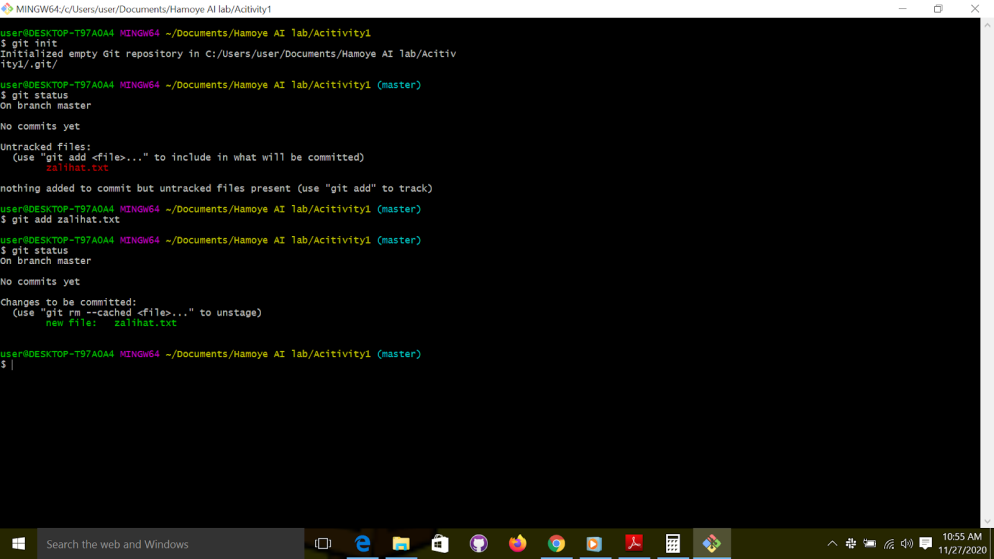 MINGW64:/c/Users/user/Documents/Hamoye AI lab/Acitivity1
user@DESKTOP-T97A0A4 MINGW64 ~/Documents/Hamoye AI lab/Acitivity1
$ git init
Initialized empty Git repository in C:/Users/user/Documents/Hamoye AI lab/Acitiv
ity1/.git/
user@DESKTOP-T97A0A4 MINGW64 ~/Documents/Hamoye AI lab/Acitivity1 (master)
$ git status
On branch master
No commits yet
Untracked files:
(use "git add <file>..." to include in what will be committed)
zalihat.txt
nothing added to commit but untracked files present (use "git add" to track)
user@DESKTOP-T97A0A4 MINGW64 ~/Documents/Hamoye AI lab/Acitivity1 (master)
$ git add zalihat.txt
user@DESKTOP-T97A0A4 MINGW64 ~/Documents/Hamoye AI lab/Acitivity1 (master)
$ git status
On branch master
No commits yet
Changes to be committed:
(use "git rm --cached <file>..." to unstage)
new file:   zalihat.txt
user@DESKTOP-T97A0A4 MINGW64 ~/Documents/Hamoye AI lab/Acitivity1 (master)
$
Search the web and Windows
10:55 AM
11/27/2020